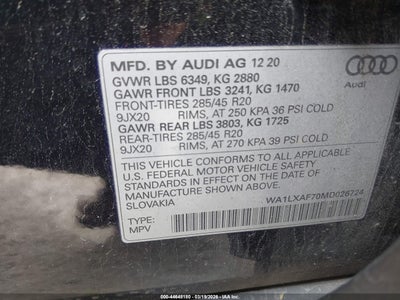 MFD. BY AUDI AG 12 20
GVWR LBS 6349, KG 2880
GAWR FRONT LBS 3241, KG 1470
FRONT-TIRES 285/45 R20
9JX20 RIMS, AT 250 KPA 36 PSI COLD
GAWR REAR LBS 3803, KG 1725
REAR-TIRES 285/45 R20
9JX20 RIMS, AT 270 KPA 39 PSI COLD
THIS VEHICLE CONFORMS TO ALL APPLICABLE
U.S. FEDERAL MOTOR VEHICLE SAFETY
STANDARDS IN EFFECT ON THE DATE OF
MANUFACTURE SHOWN ABOVE.
SLOVAKIA
TYPE:
MPV
WA1LXAF70MD026724
Audi
000-44649160 - 03/19/2026 - IAAI.COM